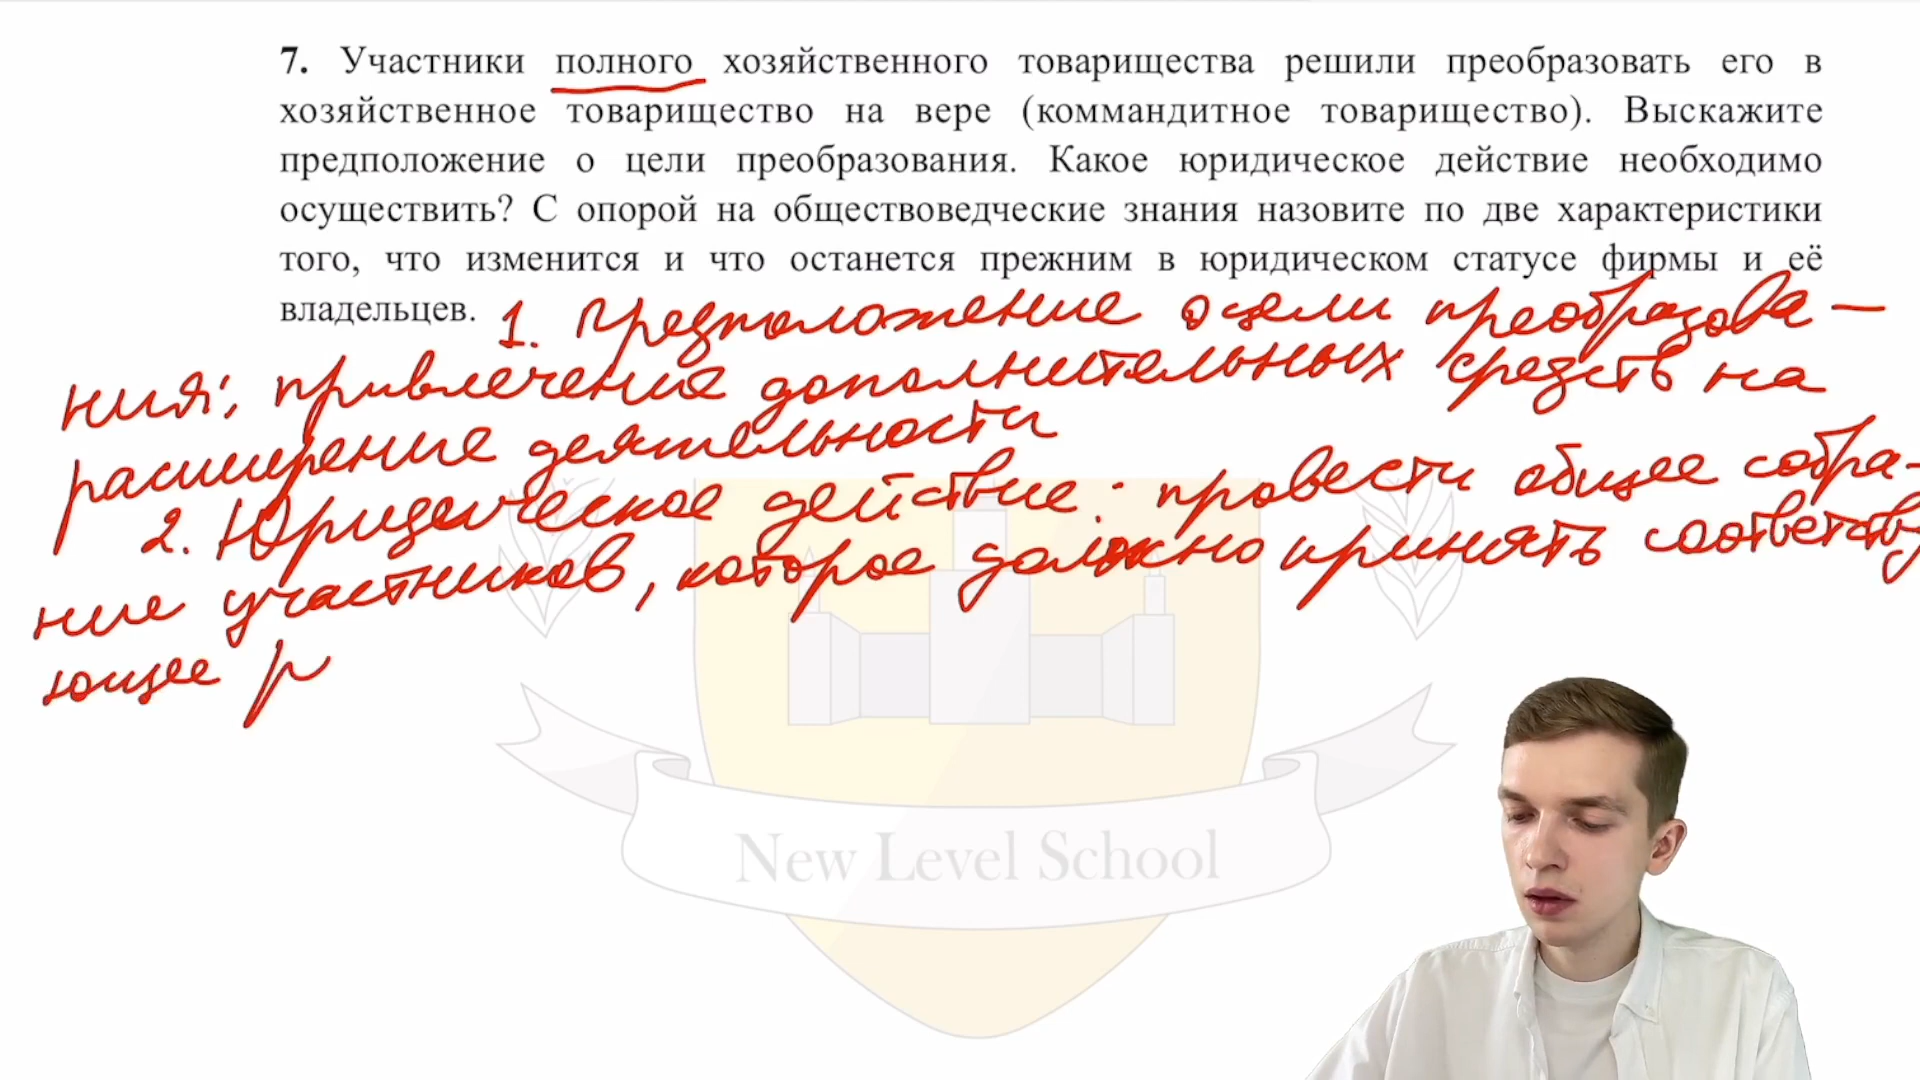 7. Участники полного хозяйственного товарищества решили преобразовать его в
хозяйственное товарищество на вере (коммандитное товарищество). Выскажите
предположение о цели преобразования. Какое юридическое действие необходимо
осуществить? С опорой на обществоведческие знания назовите по две характеристики
того, что изменится и что останется прежним в юридическом статусе фирмы и её
владельцев.
1. Предположение о цели преобразова-
ния: привлечение дополнительных средств на
расширение деятельности
2. Юридическое действие: провести общее собра-
ние участников, которое должно принять соответству
ющее р
New Level School